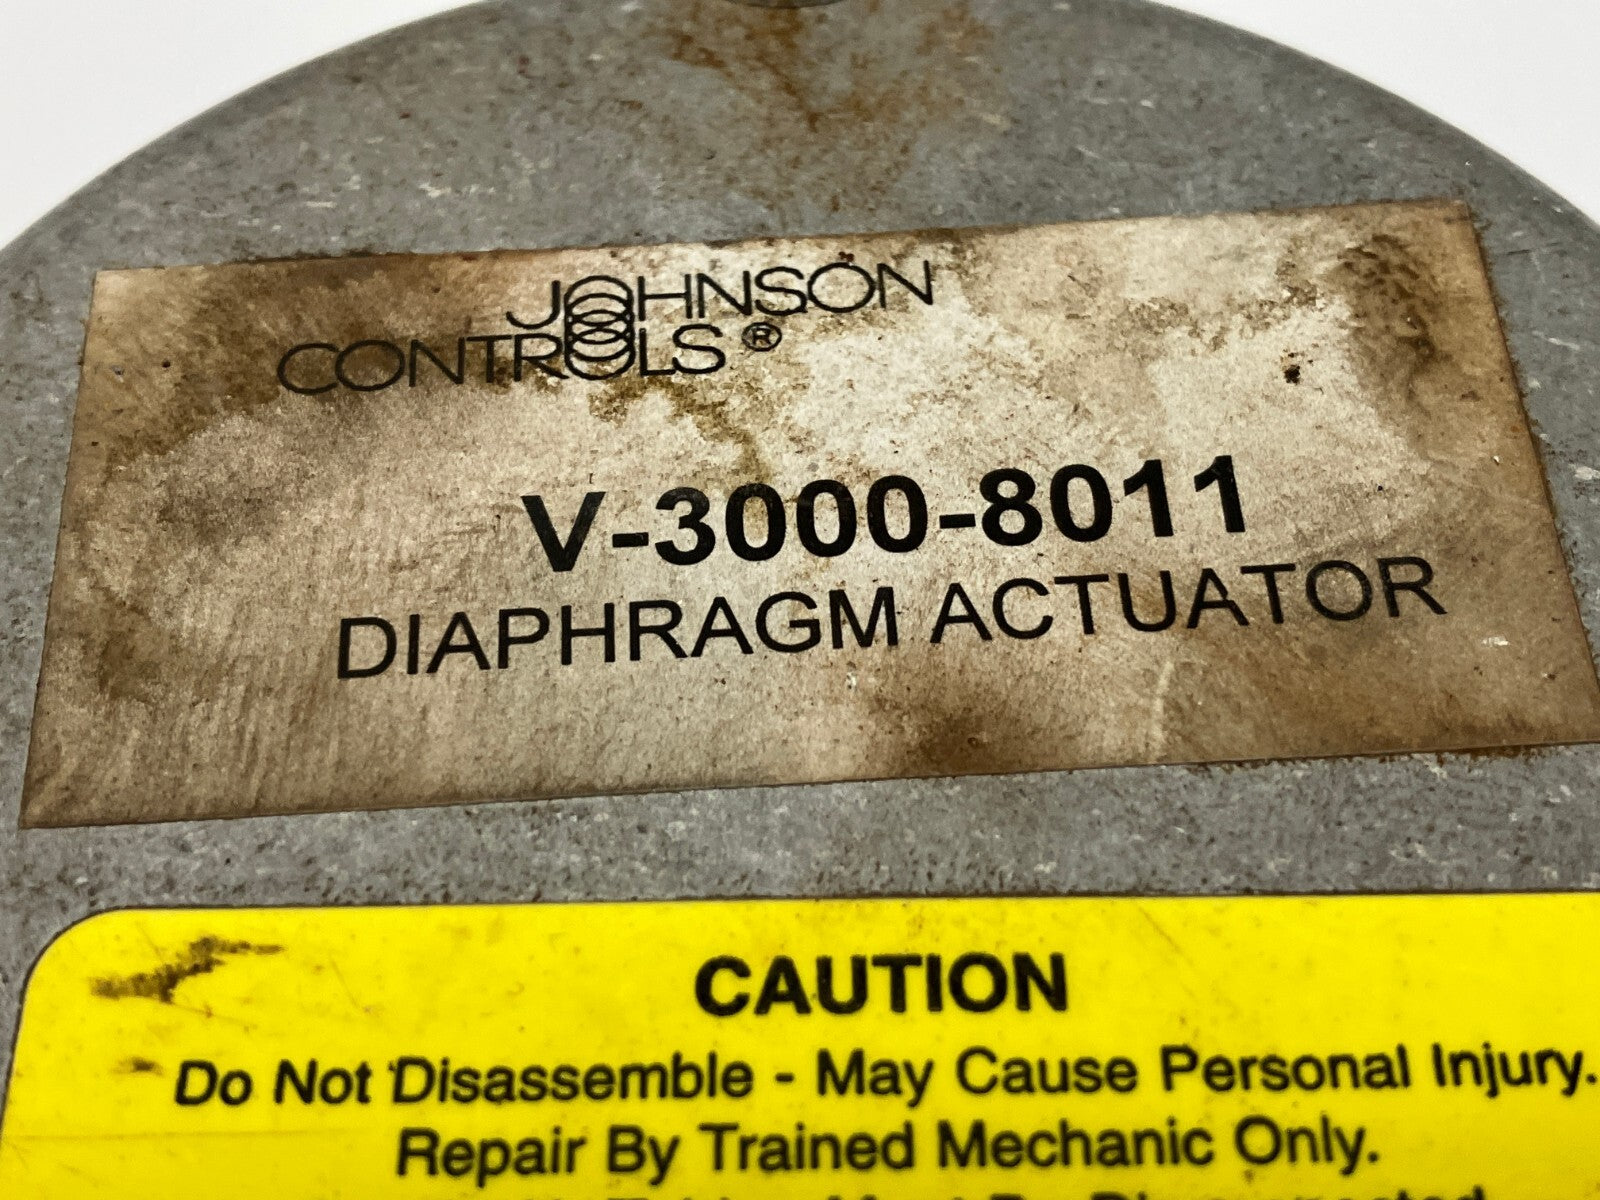 JOHNSON
CONTROLS®
V-3000-8011
DIAPHRAGM ACTUATOR
CAUTION
Do Not Disassemble - May Cause Personal Injury.
Repair By Trained Mechanic Only.